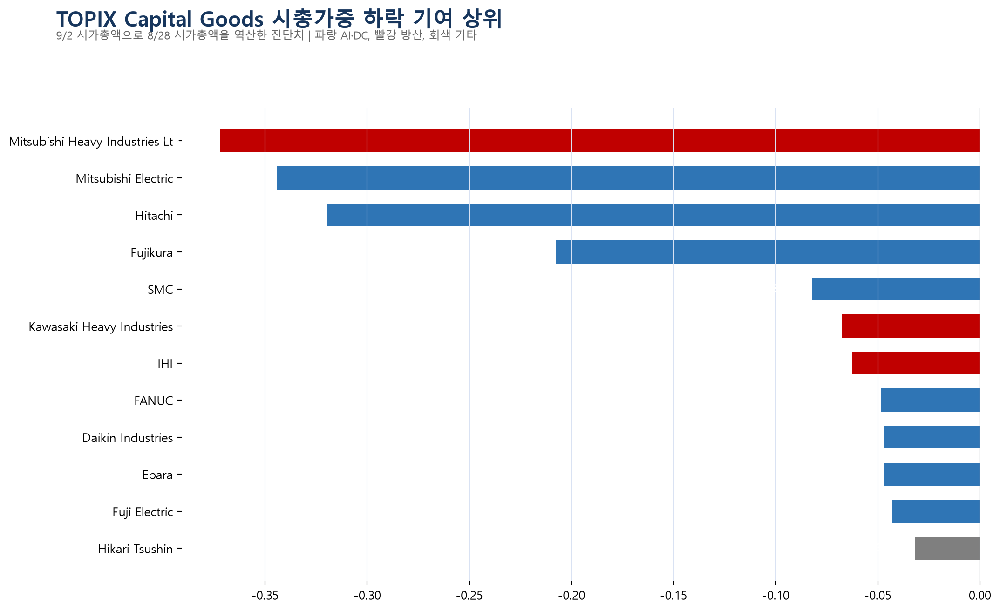 TOPIX Capital Goods 시총가중 하락 기여 상위
9/2 시가총액으로 8/28 시가총액을 역산한 진단치 | 파랑 AI·DC, 빨강 방산, 회색 기타
Mitsubishi Heavy Industries Lt
Mitsubishi Electric
Hitachi
Fujikura
SMC
Kawasaki Heavy Industries
IHI
FANUC
Daikin Industries
Ebara
Fuji Electric
Hikari Tsushin
-0.35 -0.30 -0.25 -0.20 -0.15 -0.10 -0.05 0.00